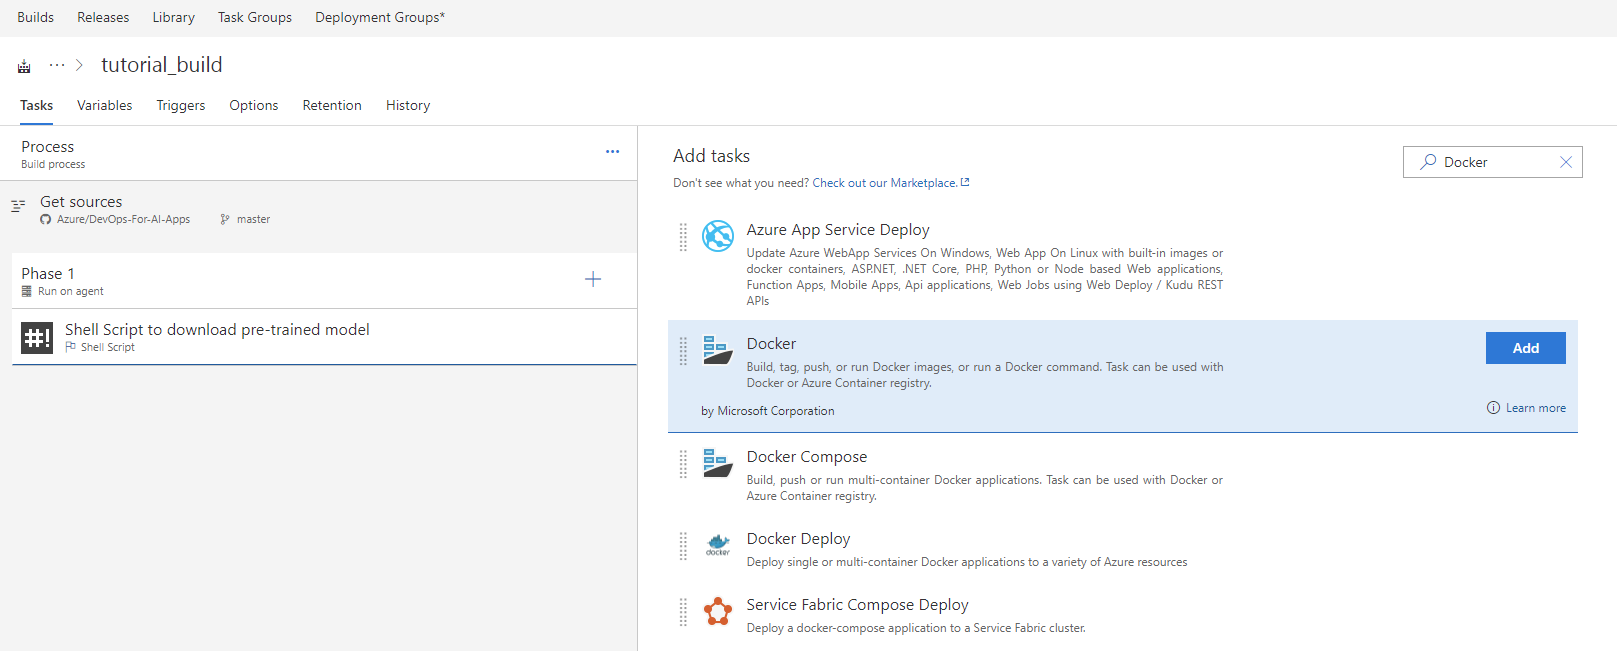 Builds Releases Library Task Groups Deployment Groups*
··· > tutorial_build
Tasks Variables Triggers Options Retention History
Process
Build process
···
Get sources
Azure/DevOps-For-AI-Apps master
Phase 1
Run on agent
#! Shell Script to download pre-trained model
Shell Script
Add tasks
Don't see what you need? Check out our Marketplace.
Docker
Azure App Service Deploy
Update Azure WebApp Services On Windows, Web App On Linux with built-in images or
docker containers, ASP.NET, .NET Core, PHP, Python or Node based Web applications,
Function Apps, Mobile Apps, Api applications, Web Jobs using Web Deploy / Kudu REST
APIs
Docker
Build, tag, push, or run Docker images, or run a Docker command. Task can be used with
Docker or Azure Container registry.
by Microsoft Corporation
Add
Learn more
Docker Compose
Build, push or run multi-container Docker applications. Task can be used with Docker or
Azure Container registry.
docker
Docker Deploy
Deploy single or multi-container Docker applications to a variety of Azure resources
Service Fabric Compose Deploy
Deploy a docker-compose application to a Service Fabric cluster.